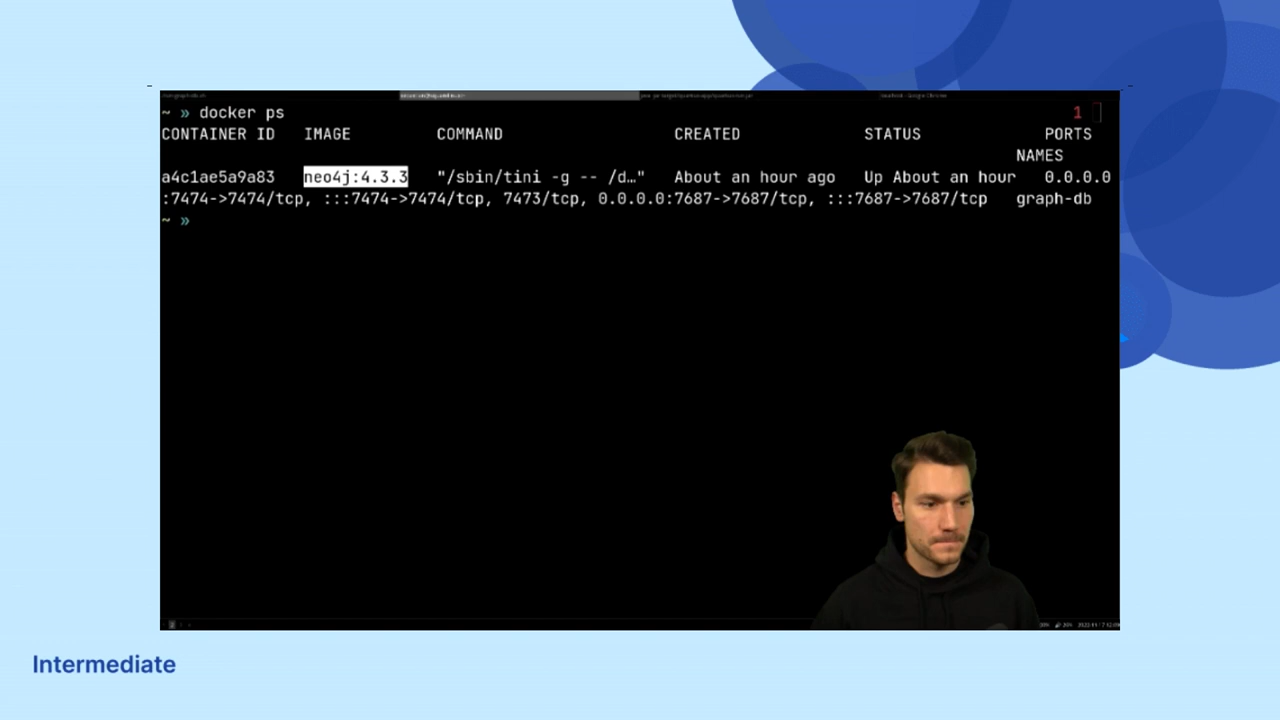 ~ » docker ps 1
CONTAINER ID IMAGE COMMAND CREATED STATUS PORTS
NAMES
a4c1ae5a9a83 neo4j:4.3.3 "/sbin/tini -g -- /d…" About an hour ago Up About an hour 0.0.0.0
:7474->7474/tcp, :::7474->7474/tcp, 7473/tcp, 0.0.0.0:7687->7687/tcp, :::7687->7687/tcp graph-db
~ »
Intermediate